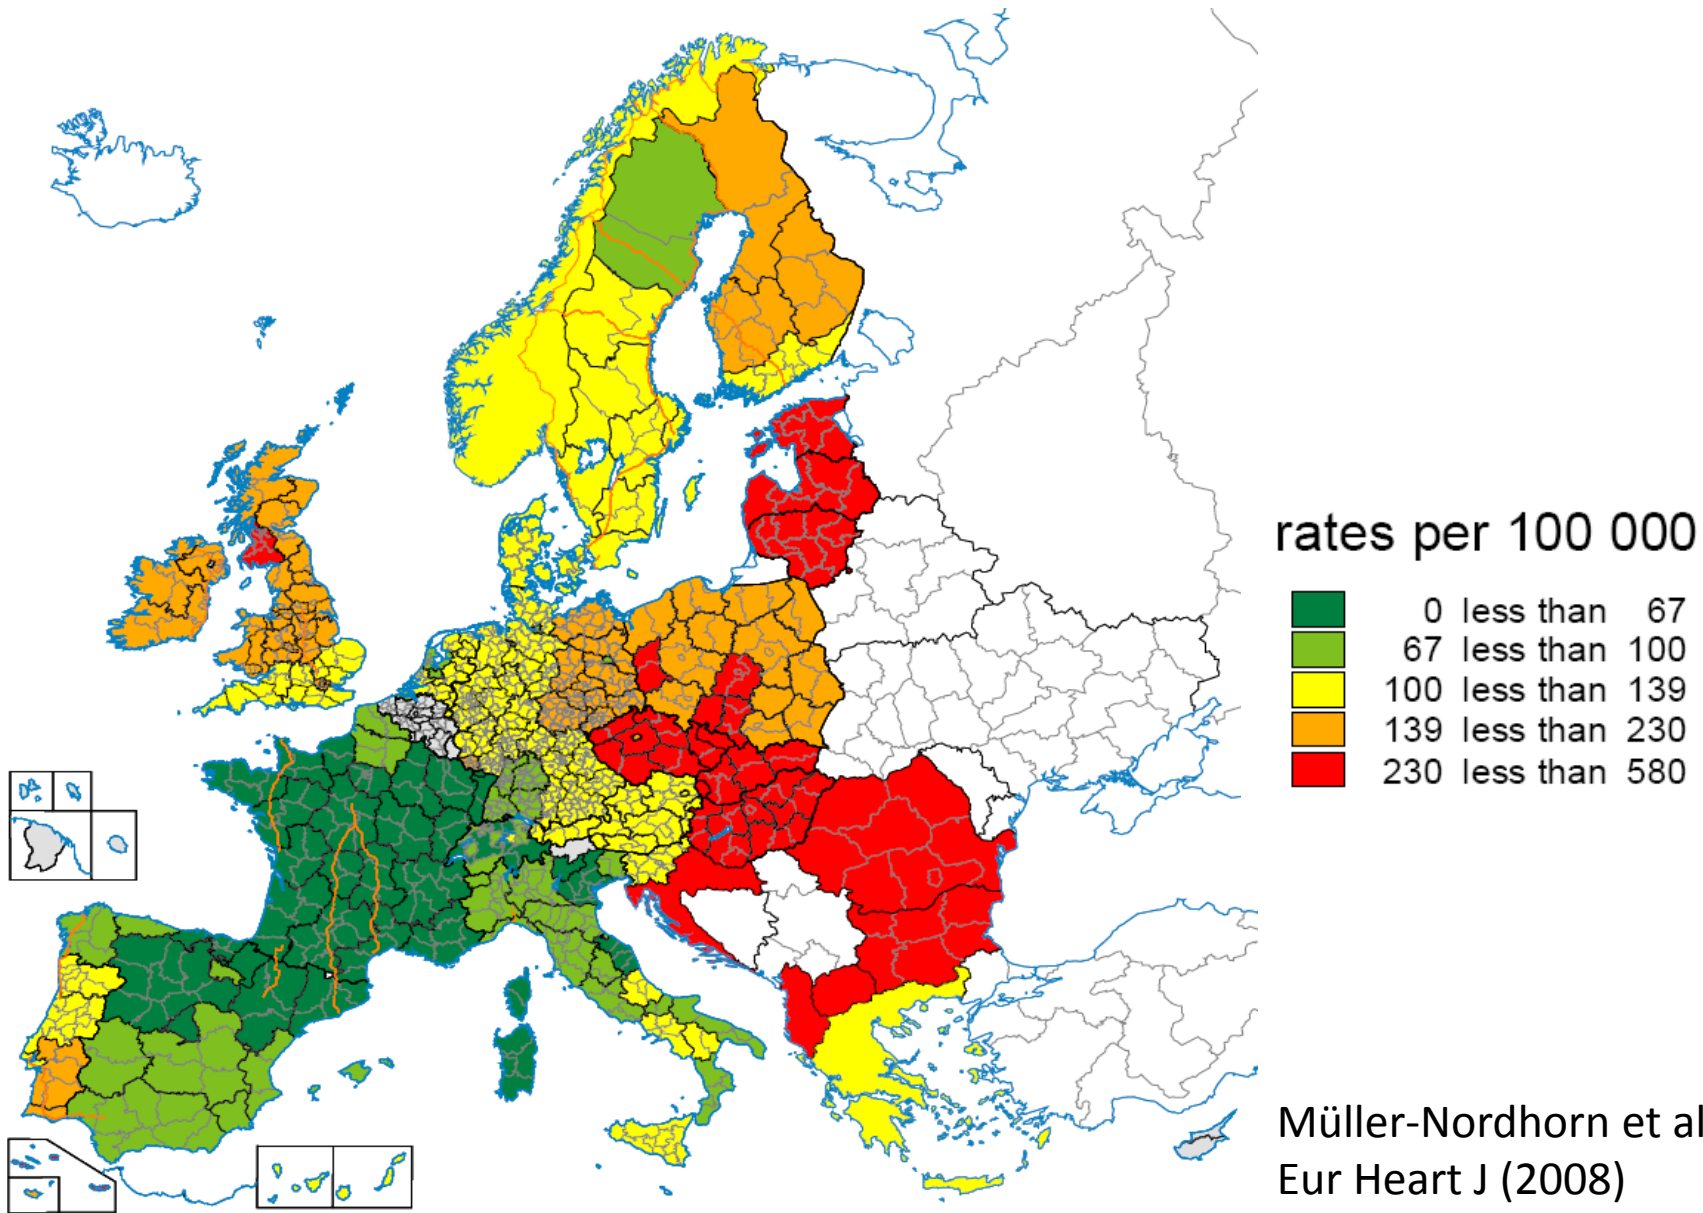 rates per 100 000
0 less than 67
67 less than 100
100 less than 139
139 less than 230
230 less than 580
Müller-Nordhorn et al
Eur Heart J (2008)